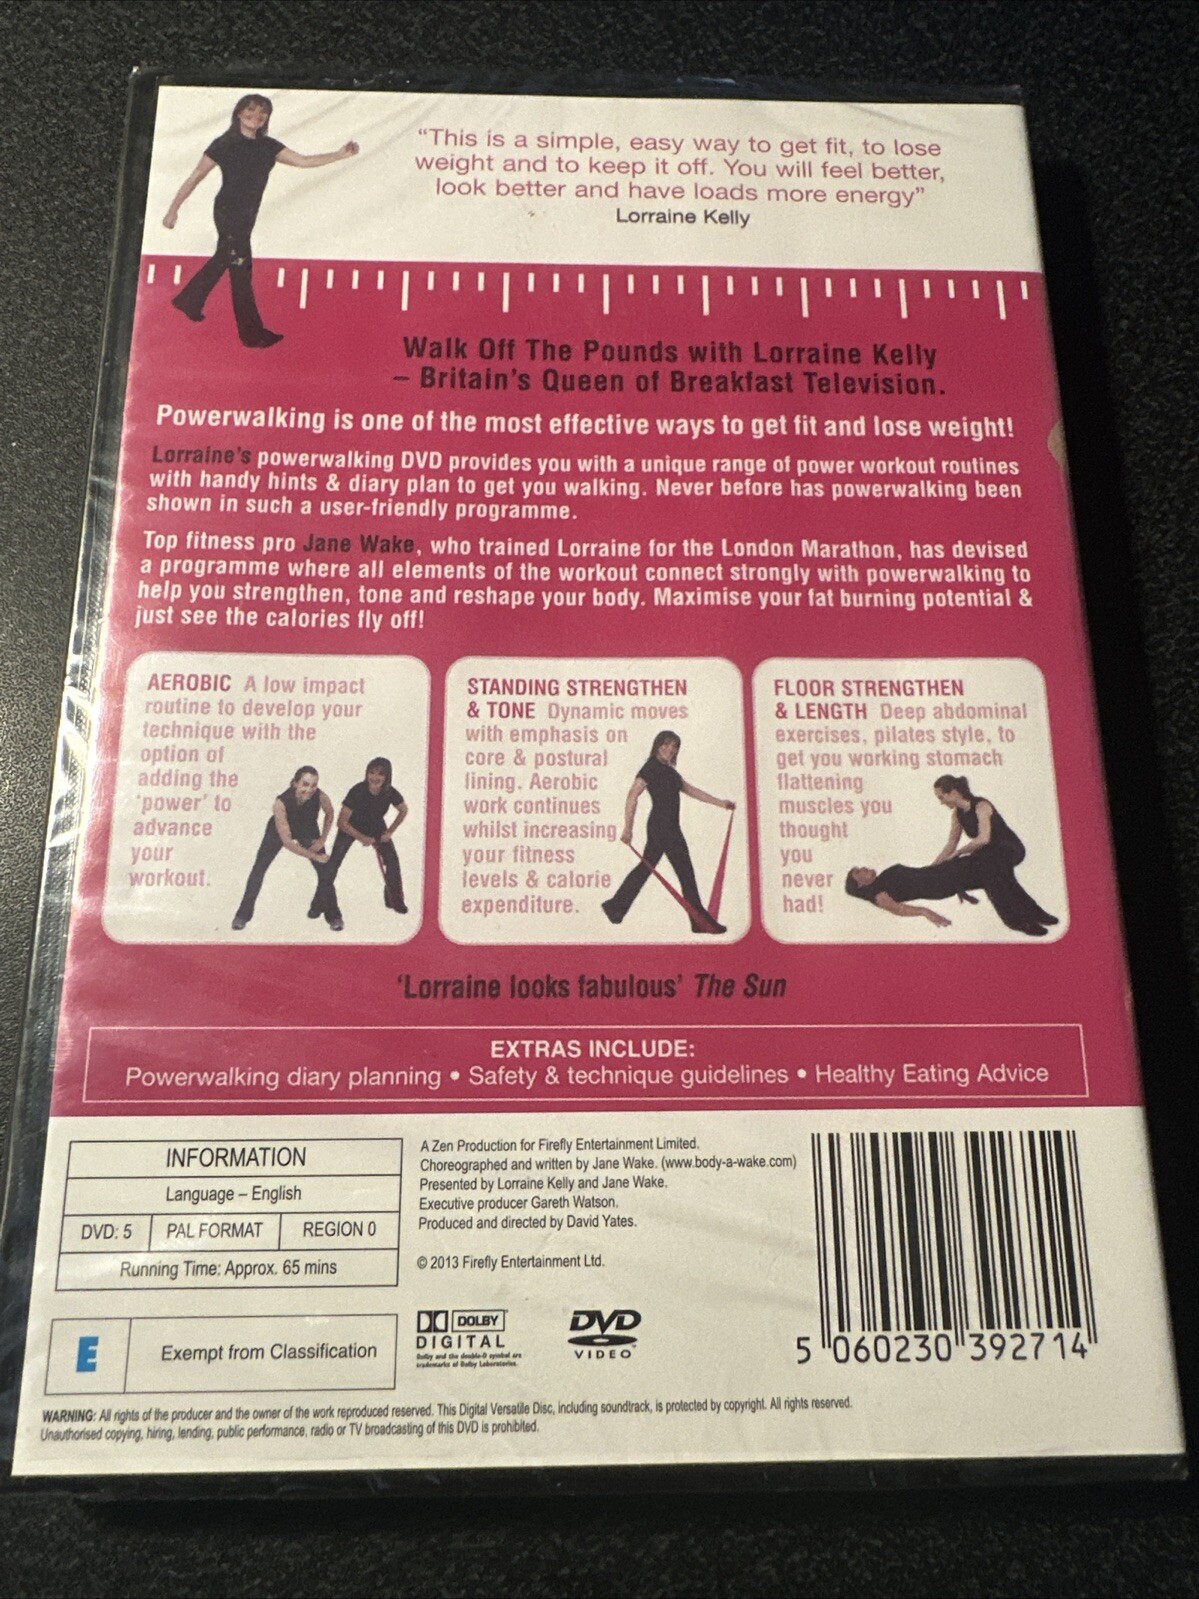 “This is a simple, easy way to get fit, to lose
weight and to keep it off. You will feel better,
look better and have loads more energy”
Lorraine Kelly
Walk Off The Pounds with Lorraine Kelly
– Britain's Queen of Breakfast Television.
Powerwalking is one of the most effective ways to get fit and lose weight!
Lorraine's powerwalking DVD provides you with a unique range of power workout routines
with handy hints & diary plan to get you walking. Never before has powerwalking been
shown in such a user-friendly programme.
Top fitness pro Jane Wake, who trained Lorraine for the London Marathon, has devised
a programme where all elements of the workout connect strongly with powerwalking to
help you strengthen, tone and reshape your body. Maximise your fat burning potential &
just see the calories fly off!
AEROBIC A low impact
routine to develop your
technique with the
option of
adding the
'power' to
advance
your
workout.
STANDING STRENGTHEN
& TONE Dynamic moves
with emphasis on
core & postural
lining. Aerobic
work continues
whilst increasing
your fitness
levels & calorie
expenditure.
FLOOR STRENGTHEN
& LENGTH Deep abdominal
exercises, pilates style, to
get you working stomach
flattening
muscles you
thought
you
never
had!
'Lorraine looks fabulous' The Sun
EXTRAS INCLUDE:
Powerwalking diary planning • Safety & technique guidelines • Healthy Eating Advice
INFORMATION
Language – English
DVD: 5 PAL FORMAT REGION 0
Running Time: Approx. 65 mins
E Exempt from Classification
A Zen Production for Firefly Entertainment Limited.
Choreographed and written by Jane Wake. (www.body-a-wake.com)
Presented by Lorraine Kelly and Jane Wake.
Executive producer Gareth Watson.
Produced and directed by David Yates.
© 2013 Firefly Entertainment Ltd.
DOLBY
DIGITAL
Dolby and the double-D symbol are
trademarks of Dolby Laboratories.
DVD
VIDEO
5 060230 392714
WARNING: All rights of the producer and the owner of the work reproduced reserved. This Digital Versatile Disc, including soundtrack, is protected by copyright. All rights reserved.
Unauthorised copying, hiring, lending, public performance, radio or TV broadcasting of this DVD is prohibited.